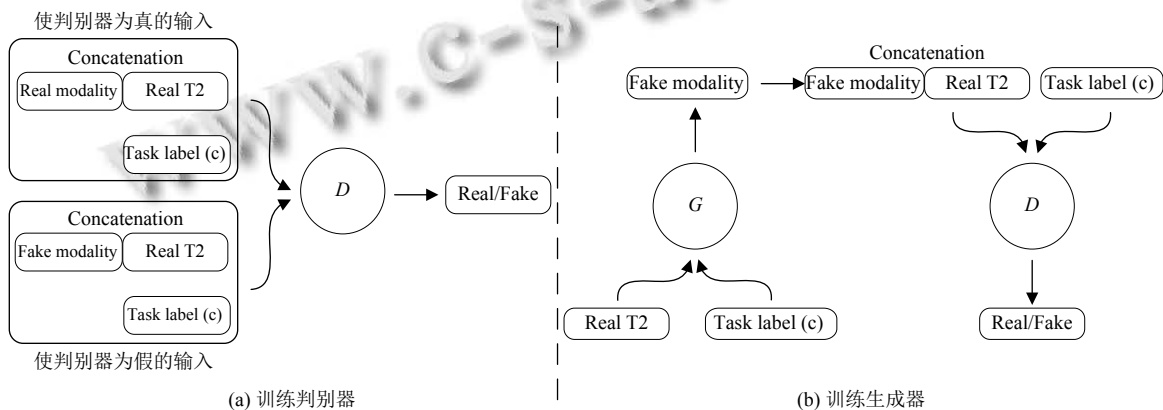 使判别器为真的输入
Concatenation
Real modality Real T2
Task label (c)
Concatenation
Fake modality Real T2
Task label (c)
使判别器为假的输入
D
Real/Fake
(a) 训练判别器
www.c-s-
Concatenation
Fake modality
Fake modality Real T2 Task label (c)
G
D
Real T2 Task label (c)
Real/Fake
(b) 训练生成器